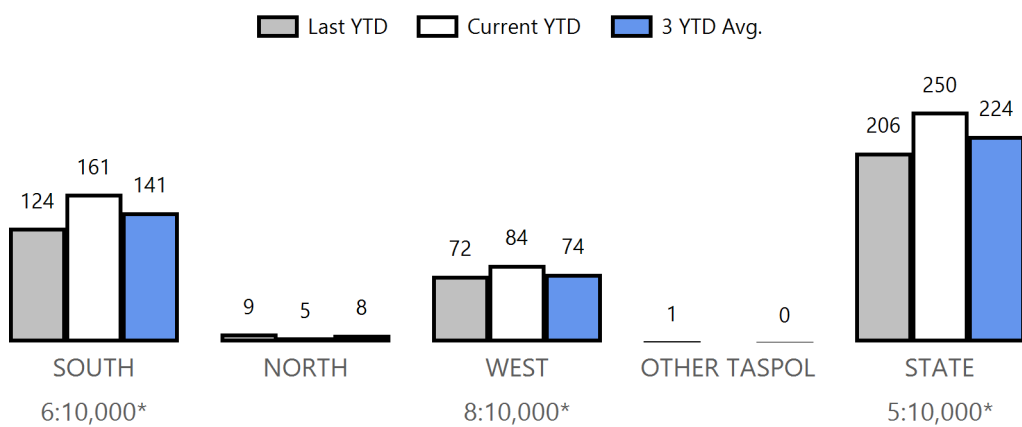 Last YTD Current YTD 3 YTD Avg.
250
206 224
161
124 141
72 84 74
9 5 8 1 0
SOUTH NORTH WEST OTHER TASPOL STATE
6:10,000* 8:10,000* 5:10,000*